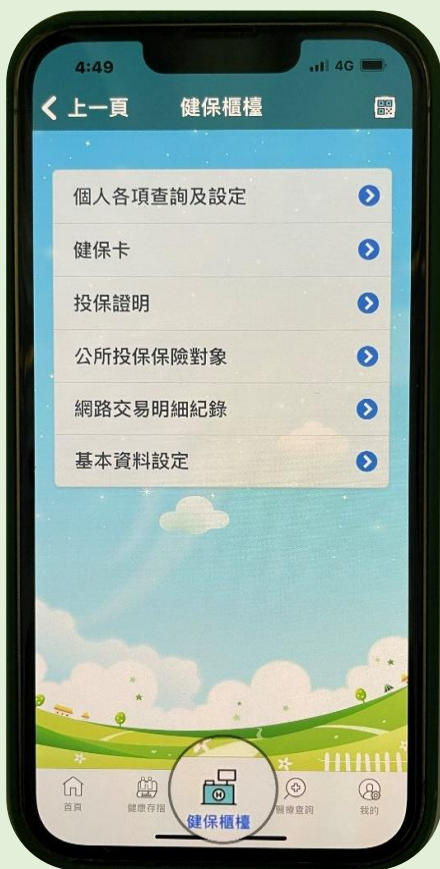 4:49
4G
上一頁
健保櫃檯
個人各項查詢及設定
健保卡
投保證明
公所投保保險對象
網路交易明細紀錄
基本資料設定
首頁
健康存摺
健保櫃檯
醫療查詢
我的